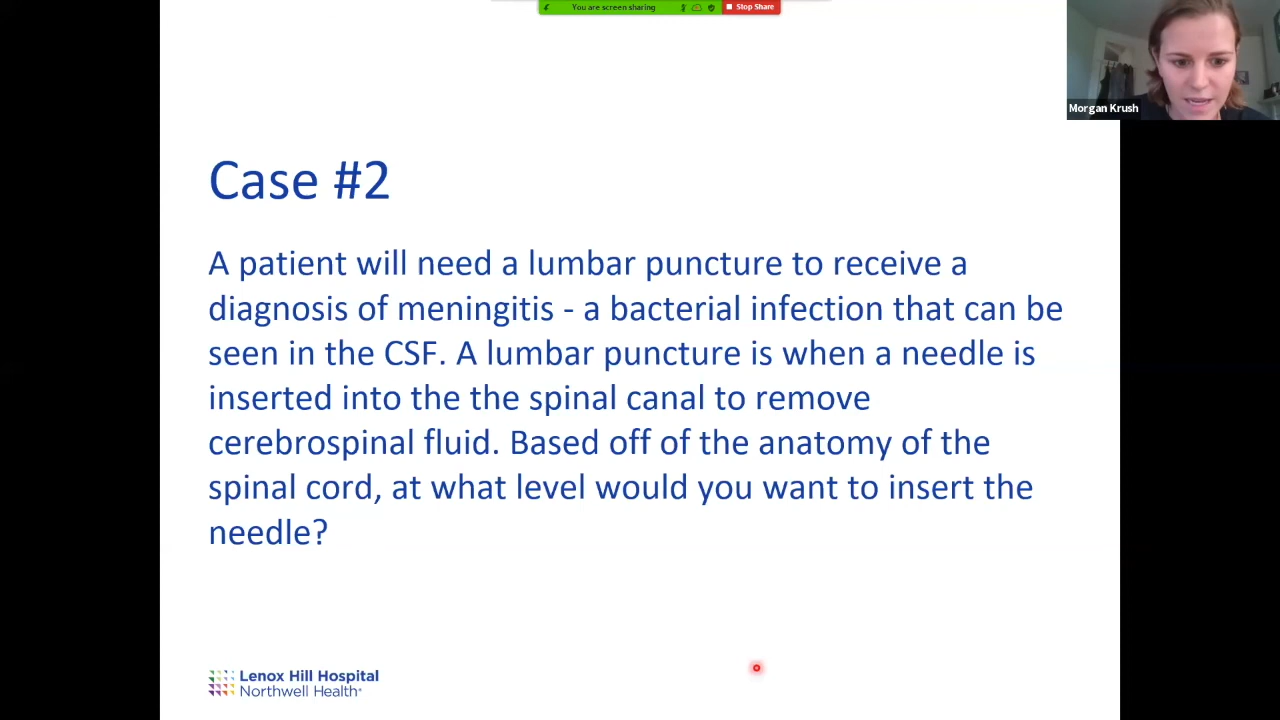 You are screen sharing
Stop Share
Morgan Krush
Case #2
A patient will need a lumbar puncture to receive a
diagnosis of meningitis - a bacterial infection that can be
seen in the CSF. A lumbar puncture is when a needle is
inserted into the the spinal canal to remove
cerebrospinal fluid. Based off of the anatomy of the
spinal cord, at what level would you want to insert the
needle?
Lenox Hill Hospital
Northwell Health